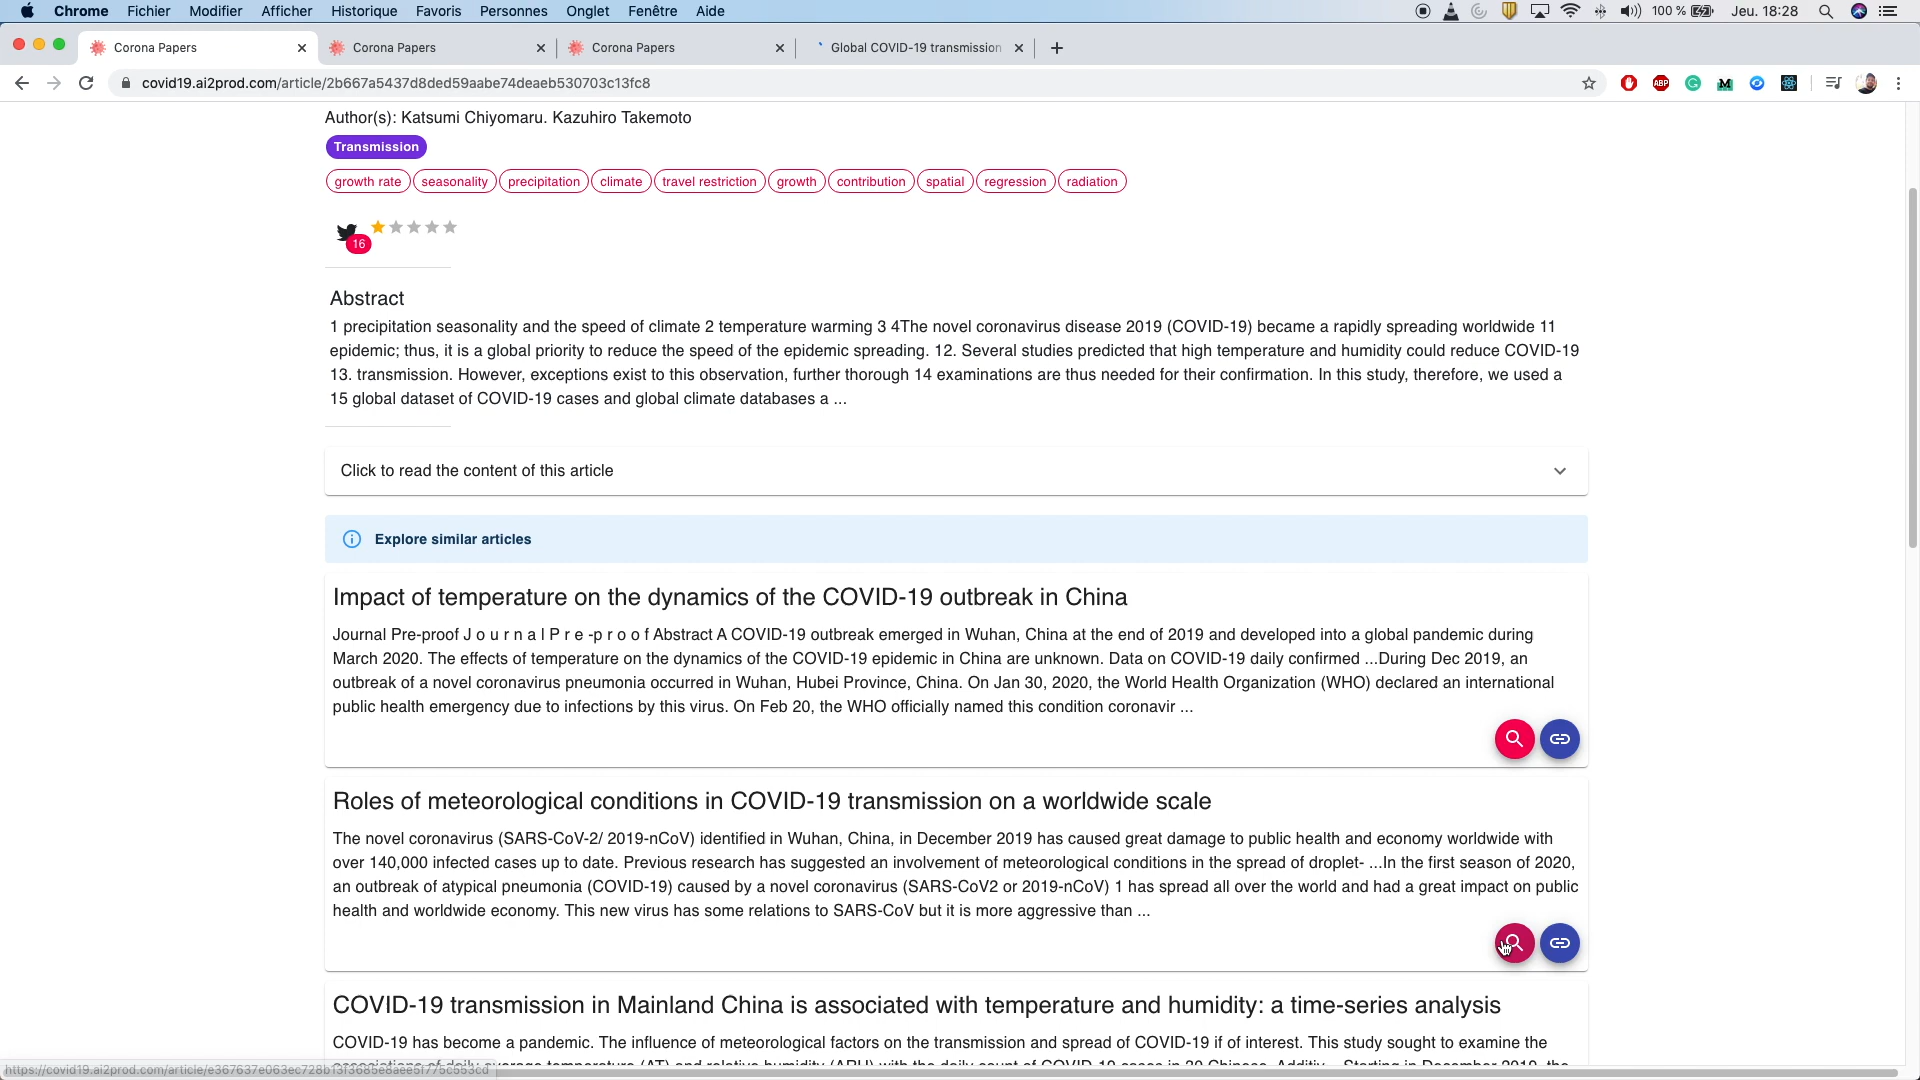 Chrome Fichier Modifier Afficher Historique Favoris Personnes Onglet Fenêtre Aide 100 % Jeu. 18:28
Corona Papers Corona Papers Corona Papers Global COVID-19 transmission
covid19.ai2prod.com/article/2b667a5437d8ded59aabe74deaeb530703c13fc8
Author(s): Katsumi Chiyomaru. Kazuhiro Takemoto
Transmission
growth rate seasonality precipitation climate travel restriction growth contribution spatial regression radiation
16
Abstract
1 precipitation seasonality and the speed of climate 2 temperature warming 3 4The novel coronavirus disease 2019 (COVID-19) became a rapidly spreading worldwide 11
epidemic; thus, it is a global priority to reduce the speed of the epidemic spreading. 12. Several studies predicted that high temperature and humidity could reduce COVID-19
13. transmission. However, exceptions exist to this observation, further thorough 14 examinations are thus needed for their confirmation. In this study, therefore, we used a
15 global dataset of COVID-19 cases and global climate databases a ...
Click to read the content of this article
Explore similar articles
Impact of temperature on the dynamics of the COVID-19 outbreak in China
Journal Pre-proof J o u r n a l P r e -p r o o f Abstract A COVID-19 outbreak emerged in Wuhan, China at the end of 2019 and developed into a global pandemic during
March 2020. The effects of temperature on the dynamics of the COVID-19 epidemic in China are unknown. Data on COVID-19 daily confirmed ...During Dec 2019, an
outbreak of a novel coronavirus pneumonia occurred in Wuhan, Hubei Province, China. On Jan 30, 2020, the World Health Organization (WHO) declared an international
public health emergency due to infections by this virus. On Feb 20, the WHO officially named this condition coronavir ...
Roles of meteorological conditions in COVID-19 transmission on a worldwide scale
The novel coronavirus (SARS-CoV-2/ 2019-nCoV) identified in Wuhan, China, in December 2019 has caused great damage to public health and economy worldwide with
over 140,000 infected cases up to date. Previous research has suggested an involvement of meteorological conditions in the spread of droplet- ...In the first season of 2020,
an outbreak of atypical pneumonia (COVID-19) caused by a novel coronavirus (SARS-CoV2 or 2019-nCoV) 1 has spread all over the world and had a great impact on public
health and worldwide economy. This new virus has some relations to SARS-CoV but it is more aggressive than ...
COVID-19 transmission in Mainland China is associated with temperature and humidity: a time-series analysis
COVID-19 has become a pandemic. The influence of meteorological factors on the transmission and spread of COVID-19 if of interest. This study sought to examine the
average temperature (AT) and relative humidity (ARH) with the daily count of COVID-19 cases in 30 Chinese